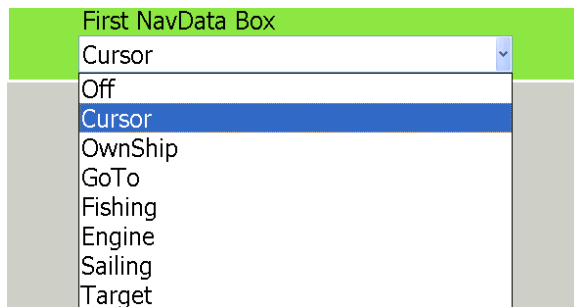 First NavData Box
Cursor
Off
Cursor
OwnShip
GoTo
Fishing
Engine
Sailing
Target